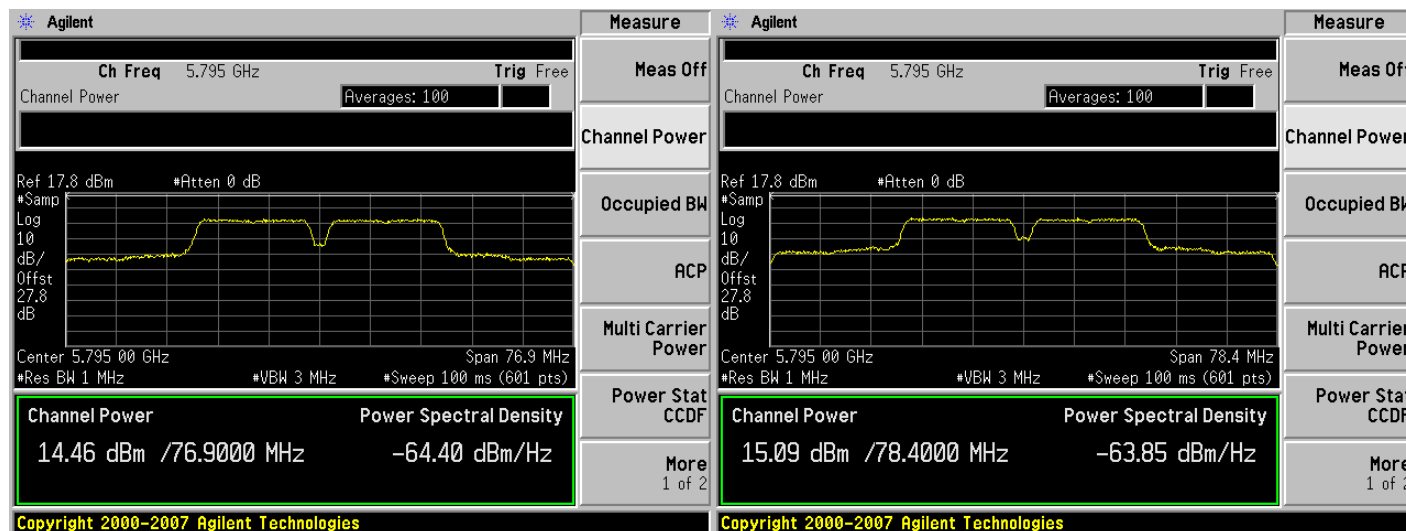 Agilent
Measure
Ch Freq 5.795 GHz Trig Free
Meas Off
Channel Power Averages: 100
Channel Power
Ref 17.8 dBm #Atten 0 dB
#Samp
Log
10
dB/
Offst
27.8
dB
Occupied BW
ACP
Multi Carrier
Power
Center 5.795 00 GHz Span 76.9 MHz
#Res BW 1 MHz #VBW 3 MHz #Sweep 100 ms (601 pts)
Power Stat
CCDF
Channel Power Power Spectral Density
14.46 dBm /76.9000 MHz -64.40 dBm/Hz
More
1 of 2
Copyright 2000-2007 Agilent Technologies
Agilent
Measure
Ch Freq 5.795 GHz Trig Free
Meas Off
Channel Power Averages: 100
Channel Power
Ref 17.8 dBm #Atten 0 dB
#Samp
Log
10
dB/
Offst
27.8
dB
Occupied BW
ACP
Multi Carrier
Power
Center 5.795 00 GHz Span 78.4 MHz
#Res BW 1 MHz #VBW 3 MHz #Sweep 100 ms (601 pts)
Power Stat
CCDF
Channel Power Power Spectral Density
15.09 dBm /78.4000 MHz -63.85 dBm/Hz
More
1 of 2
Copyright 2000-2007 Agilent Technologies